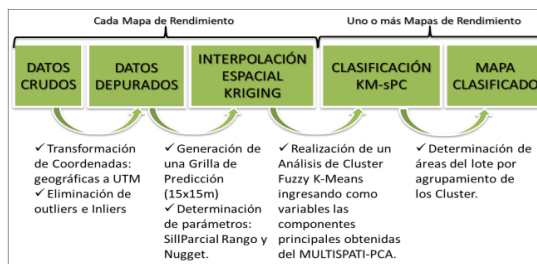 Cada Mapa de Rendimiento
Uno o más Mapas de Rendimiento
DATOS
CRUDOS
DATOS
DEPURADOS
INTERPOLACIÓN
ESPACIAL
KRIGING
CLASIFICACIÓN
KM-sPC
MAPA
CLASIFICADO
✓ Transformación
de Coordenadas:
geográficas a UTM
✓ Eliminación de
outliers e Inliers
✓ Generación de
una Grilla de
Predicción
(15x15m)
✓ Determinación
de parámetros:
SillParcial Rango y
Nugget.
✓ Realización de un
Análisis de Cluster
Fuzzy K-Means
ingresando como
variables las
componentes
principales obtenidas
del MULTISPATI-PCA.
✓ Determinación de
áreas del lote por
agrupamiento de
los Cluster.